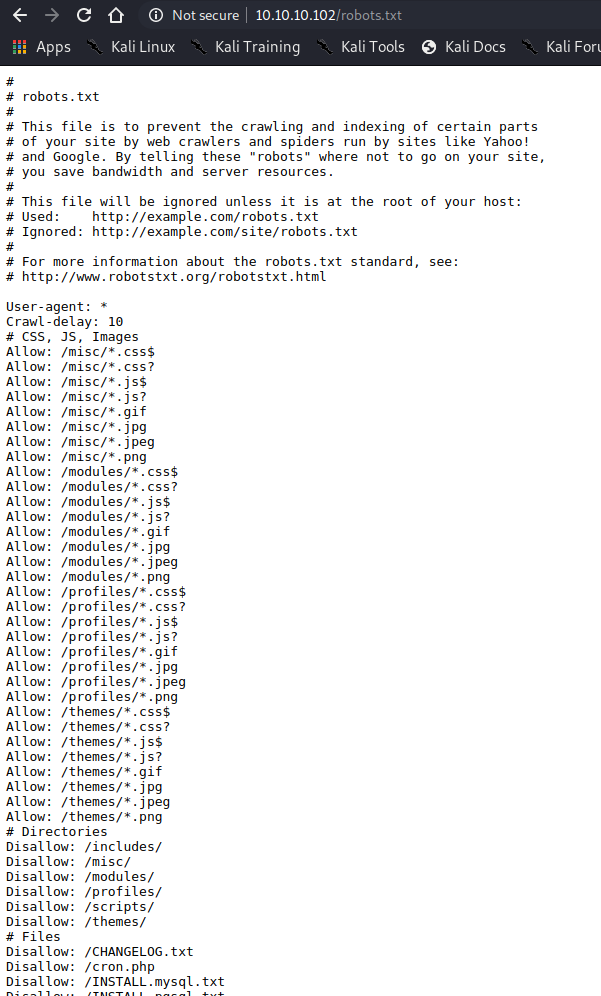 Not secure | 10.10.10.102/robots.txt
Apps Kali Linux Kali Training Kali Tools Kali Docs Kali Foru
#
# robots.txt
#
# This file is to prevent the crawling and indexing of certain parts
# of your site by web crawlers and spiders run by sites like Yahoo!
# and Google. By telling these "robots" where not to go on your site,
# you save bandwidth and server resources.
#
# This file will be ignored unless it is at the root of your host:
# Used:    http://example.com/robots.txt
# Ignored: http://example.com/site/robots.txt
#
# For more information about the robots.txt standard, see:
# http://www.robotstxt.org/robotstxt.html

User-agent: *
Crawl-delay: 10
# CSS, JS, Images
Allow: /misc/*.css$
Allow: /misc/*.css?
Allow: /misc/*.js$
Allow: /misc/*.js?
Allow: /misc/*.gif
Allow: /misc/*.jpg
Allow: /misc/*.jpeg
Allow: /misc/*.png
Allow: /modules/*.css$
Allow: /modules/*.css?
Allow: /modules/*.js$
Allow: /modules/*.js?
Allow: /modules/*.gif
Allow: /modules/*.jpg
Allow: /modules/*.jpeg
Allow: /modules/*.png
Allow: /profiles/*.css$
Allow: /profiles/*.css?
Allow: /profiles/*.js$
Allow: /profiles/*.js?
Allow: /profiles/*.gif
Allow: /profiles/*.jpg
Allow: /profiles/*.jpeg
Allow: /profiles/*.png
Allow: /themes/*.css$
Allow: /themes/*.css?
Allow: /themes/*.js$
Allow: /themes/*.js?
Allow: /themes/*.gif
Allow: /themes/*.jpg
Allow: /themes/*.jpeg
Allow: /themes/*.png
# Directories
Disallow: /includes/
Disallow: /misc/
Disallow: /modules/
Disallow: /profiles/
Disallow: /scripts/
Disallow: /themes/
# Files
Disallow: /CHANGELOG.txt
Disallow: /cron.php
Disallow: /INSTALL.mysql.txt
Disallow: /INSTALL.pgsql.txt